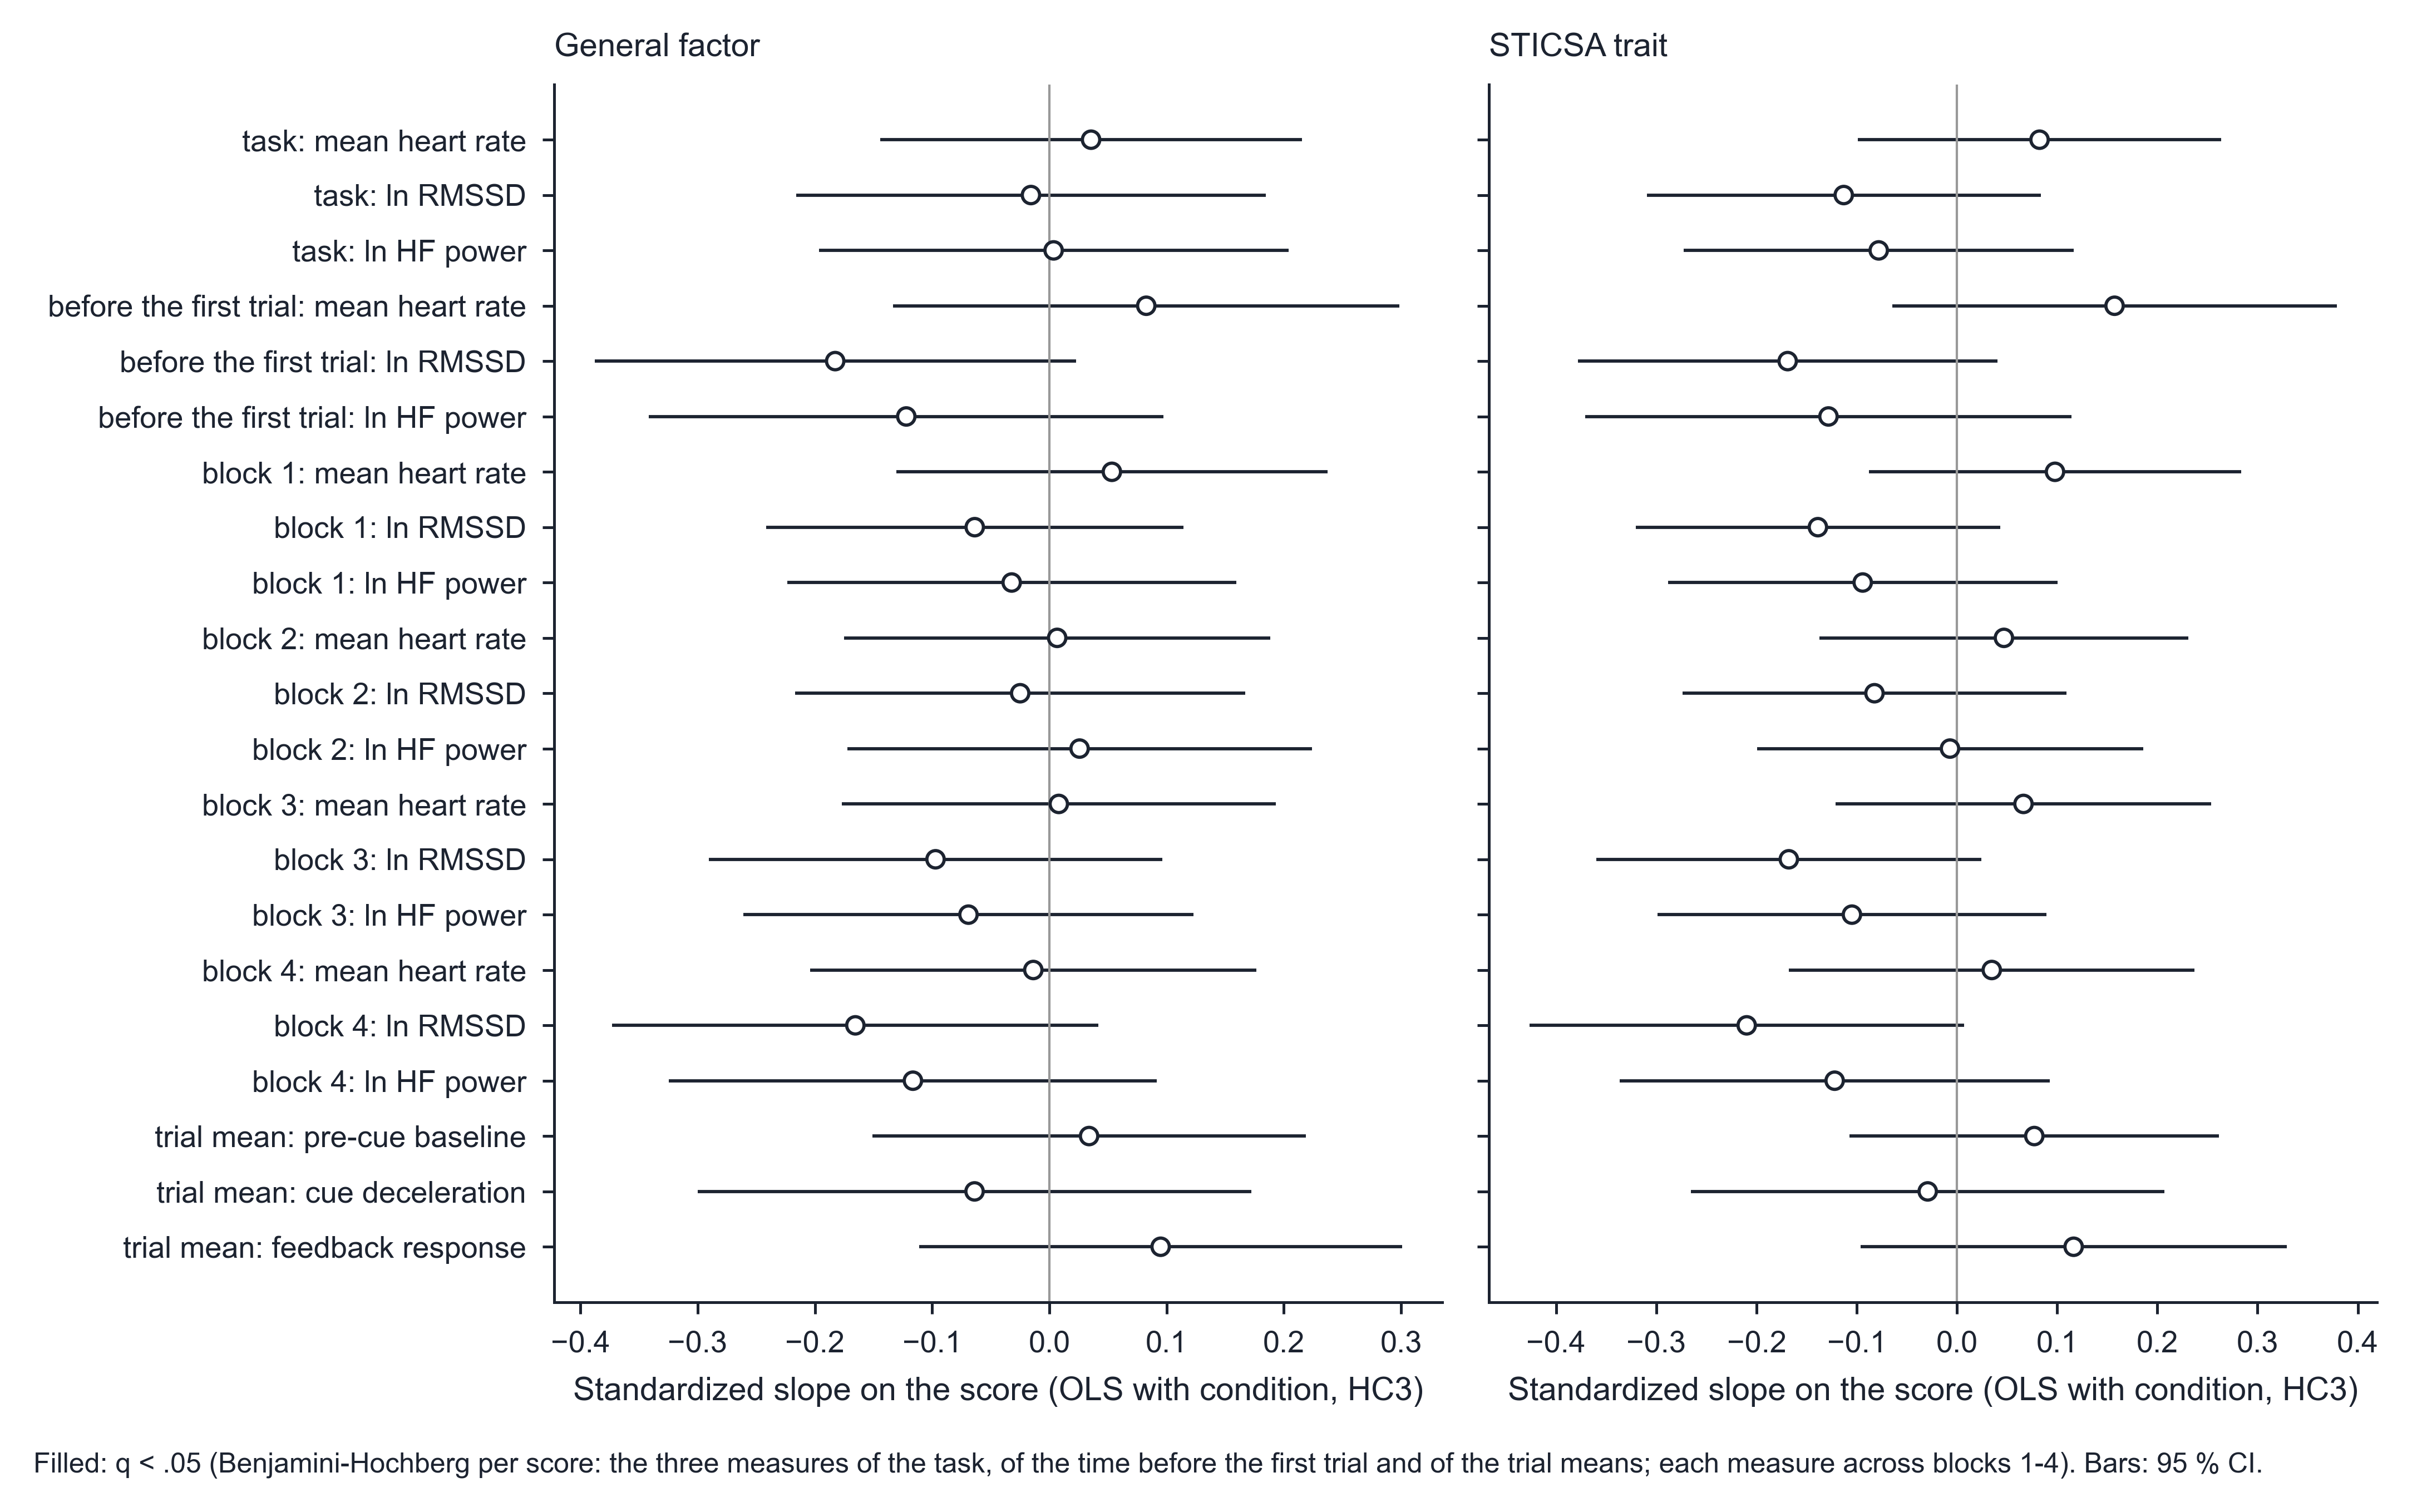 General factor
STICSA trait
task: mean heart rate
task: ln RMSSD
task: ln HF power
before the first trial: mean heart rate
before the first trial: ln RMSSD
before the first trial: ln HF power
block 1: mean heart rate
block 1: ln RMSSD
block 1: ln HF power
block 2: mean heart rate
block 2: ln RMSSD
block 2: ln HF power
block 3: mean heart rate
block 3: ln RMSSD
block 3: ln HF power
block 4: mean heart rate
block 4: ln RMSSD
block 4: ln HF power
trial mean: pre-cue baseline
trial mean: cue deceleration
trial mean: feedback response
−0.4 −0.3 −0.2 −0.1 0.0 0.1 0.2 0.3
−0.4 −0.3 −0.2 −0.1 0.0 0.1 0.2 0.3 0.4
Standardized slope on the score (OLS with condition, HC3)
Standardized slope on the score (OLS with condition, HC3)
Filled: q < .05 (Benjamini-Hochberg per score: the three measures of the task, of the time before the first trial and of the trial means; each measure across blocks 1-4). Bars: 95 % CI.